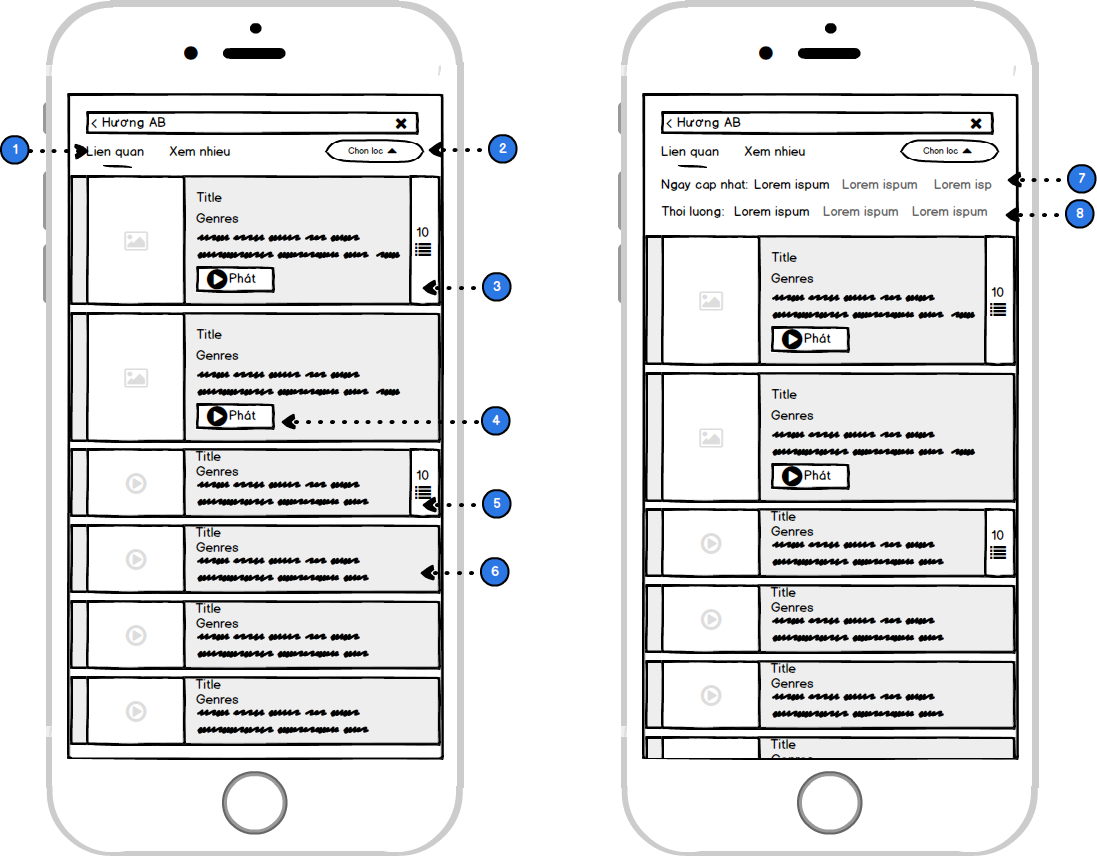 Hương AB
Lien quan Xem nhieu Chon loc
Title
Genres
10
Phát
Title
Genres
Phát
Title
Genres
10
Title
Genres
Title
Genres
Title
Genres
1
2
3
4
5
6
Hương AB
Lien quan Xem nhieu Chon loc
Ngay cap nhat: Lorem ispum Lorem ispum Lorem isp
Thoi luong: Lorem ispum Lorem ispum Lorem ispum
Title
Genres
10
Phát
Title
Genres
Phát
Title
Genres
10
Title
Genres
Title
Genres
Title
Genres
7
8